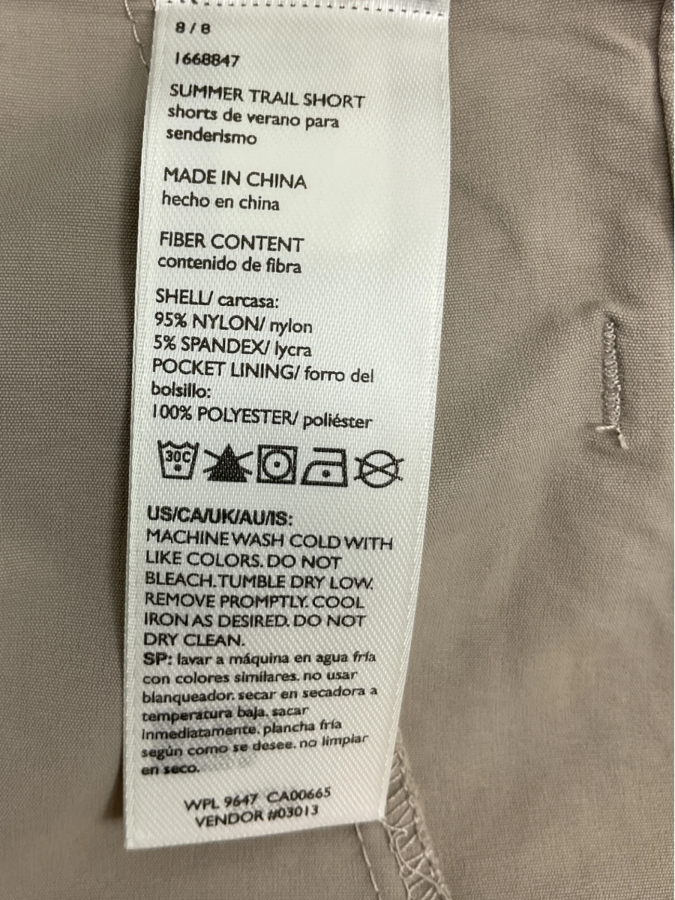 8 / 8
1668847
SUMMER TRAIL SHORT
shorts de verano para
senderismo
MADE IN CHINA
hecho en china
FIBER CONTENT
contenido de fibra
SHELL/ carcasa:
95% NYLON/ nylon
5% SPANDEX/ lycra
POCKET LINING/ forro del
bolsillo:
100% POLYESTER/ poliéster
30C
US/CA/UK/AU/IS:
MACHINE WASH COLD WITH
LIKE COLORS. DO NOT
BLEACH. TUMBLE DRY LOW.
REMOVE PROMPTLY. COOL
IRON AS DESIRED. DO NOT
DRY CLEAN.
SP: lavar a máquina en agua fría
con colores similares. no usar
blanqueador. secar en secadora a
temperatura baja. sacar
inmediatamente. plancha fría
según como se desee. no limpiar
en seco.
WPL 9647 CA00665
VENDOR #03013